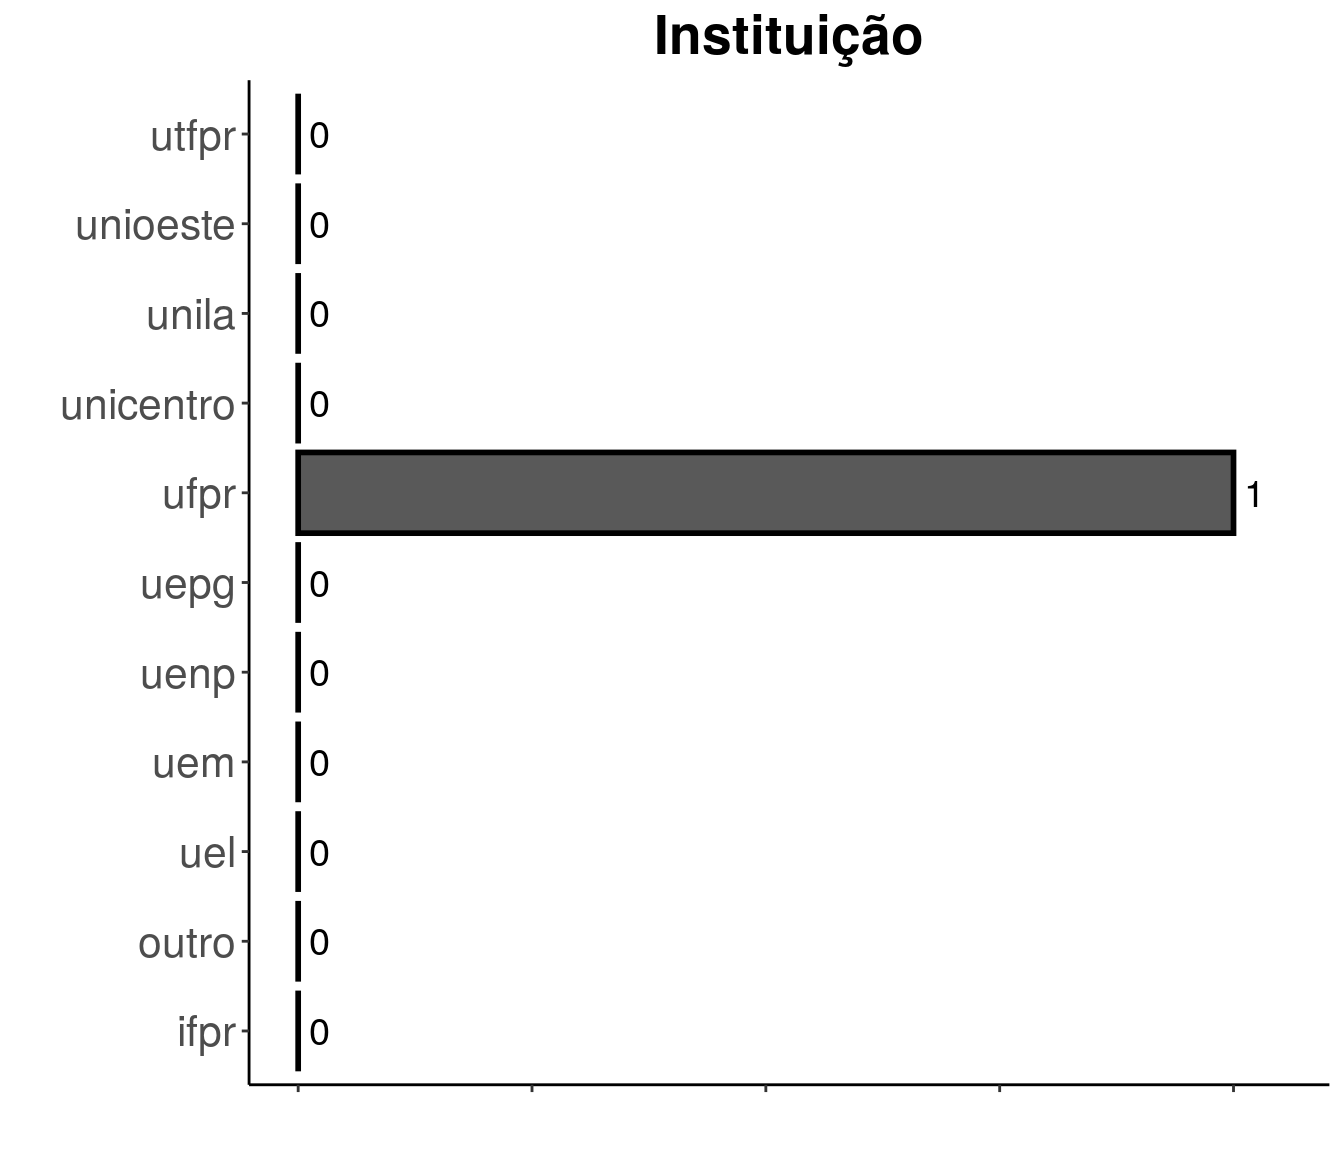 Instituição
utfpr 0
unioeste 0
unila 0
unicentro 0
ufpr 1
uepg 0
uenp 0
uem 0
uel 0
outro 0
ifpr 0